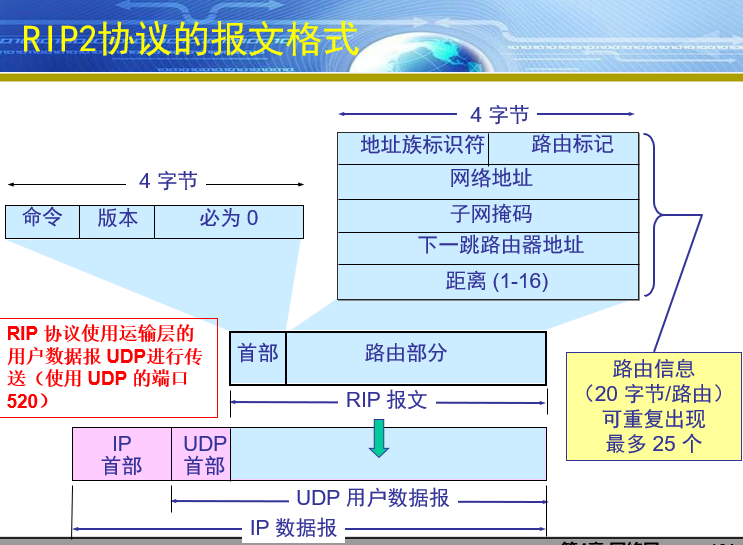 RIP2协议的报文格式
4 字节
地址族标识符 路由标记
网络地址
子网掩码
下一跳路由器地址
距离 (1-16)
4 字节
命令 版本 必为 0
RIP 协议使用运输层的
用户数据报 UDP进行传
送（使用 UDP 的端口
520）
首部 路由部分
路由信息
（20 字节/路由）
可重复出现
最多 25 个
RIP 报文
IP
首部
UDP
首部
UDP 用户数据报
IP 数据报